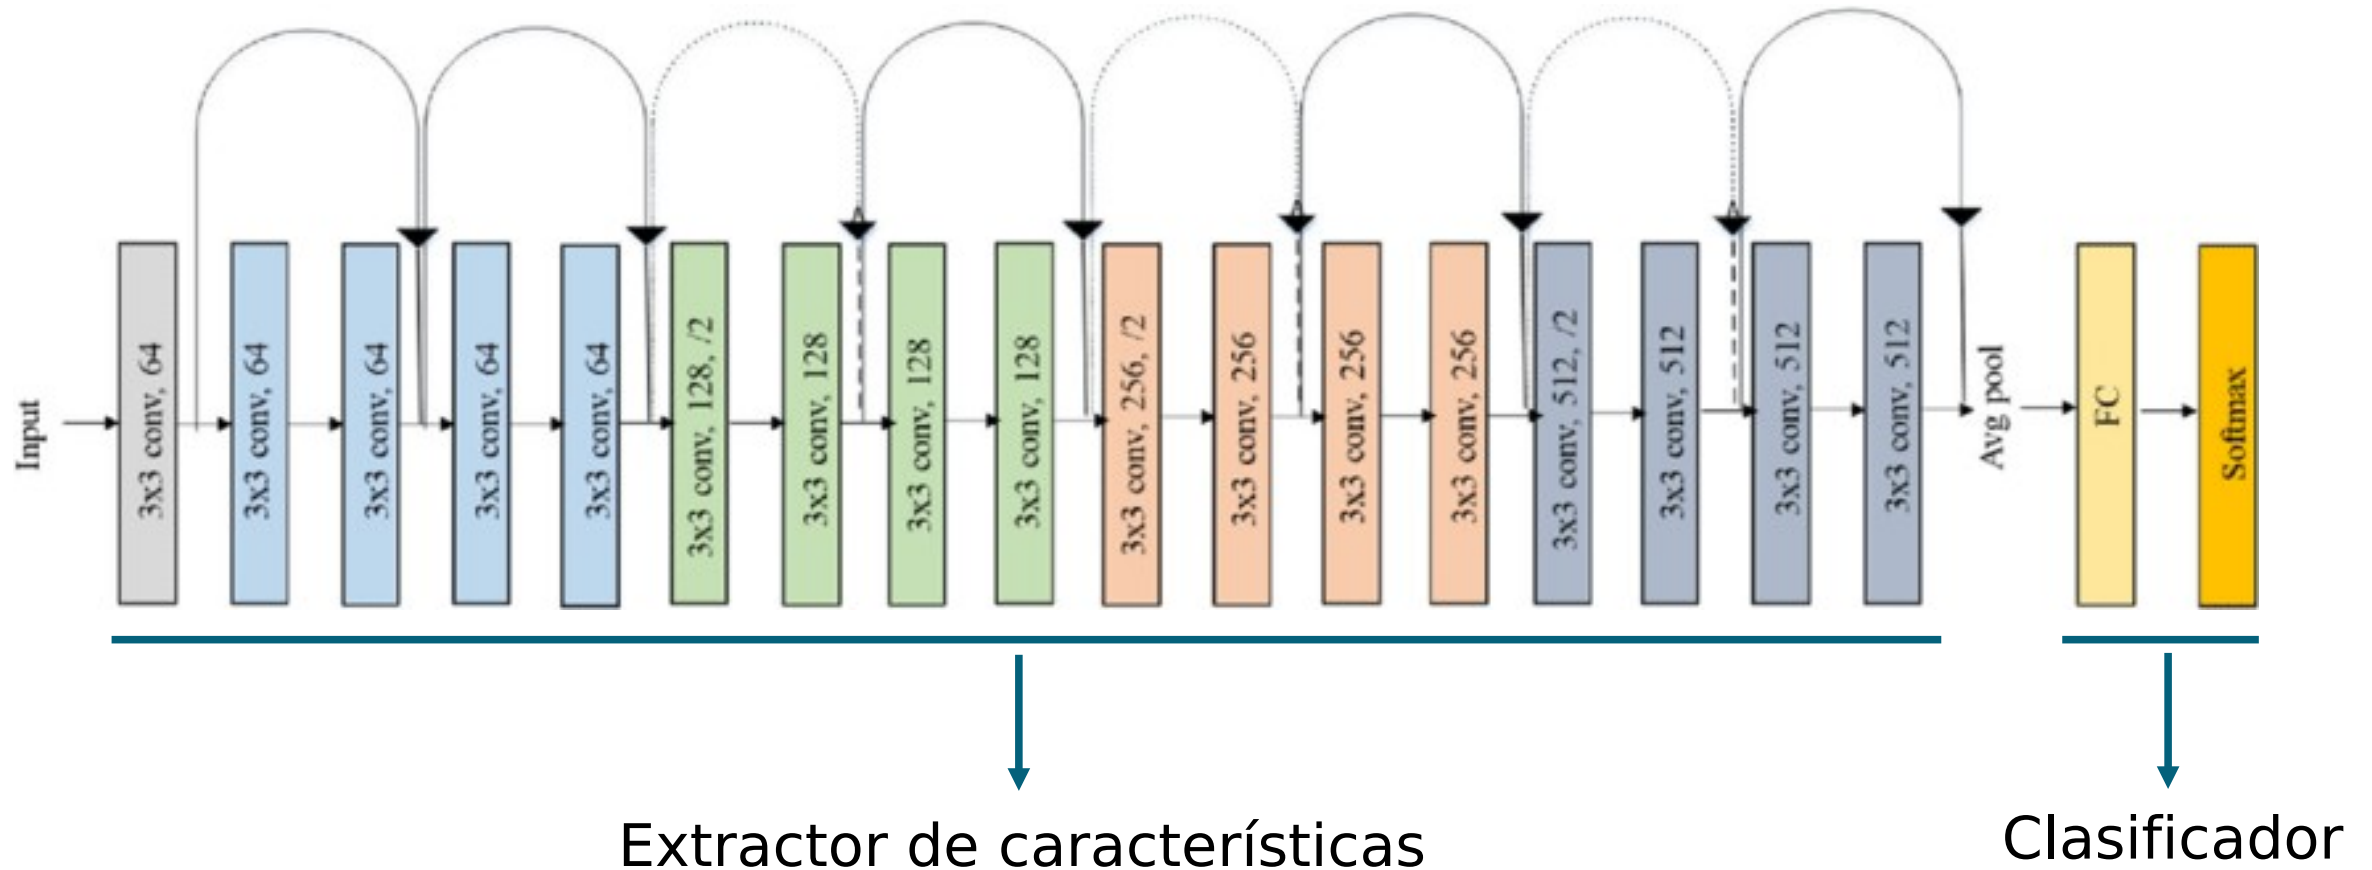 Input
3x3 conv, 64
3x3 conv, 64
3x3 conv, 64
3x3 conv, 64
3x3 conv, 64
3x3 conv, 128, /2
3x3 conv, 128
3x3 conv, 128
3x3 conv, 128
3x3 conv, 256, /2
3x3 conv, 256
3x3 conv, 256
3x3 conv, 256
3x3 conv, 512, /2
3x3 conv, 512
3x3 conv, 512
3x3 conv, 512
Avg pool
FC
Softmax
Extractor de características
Clasificador